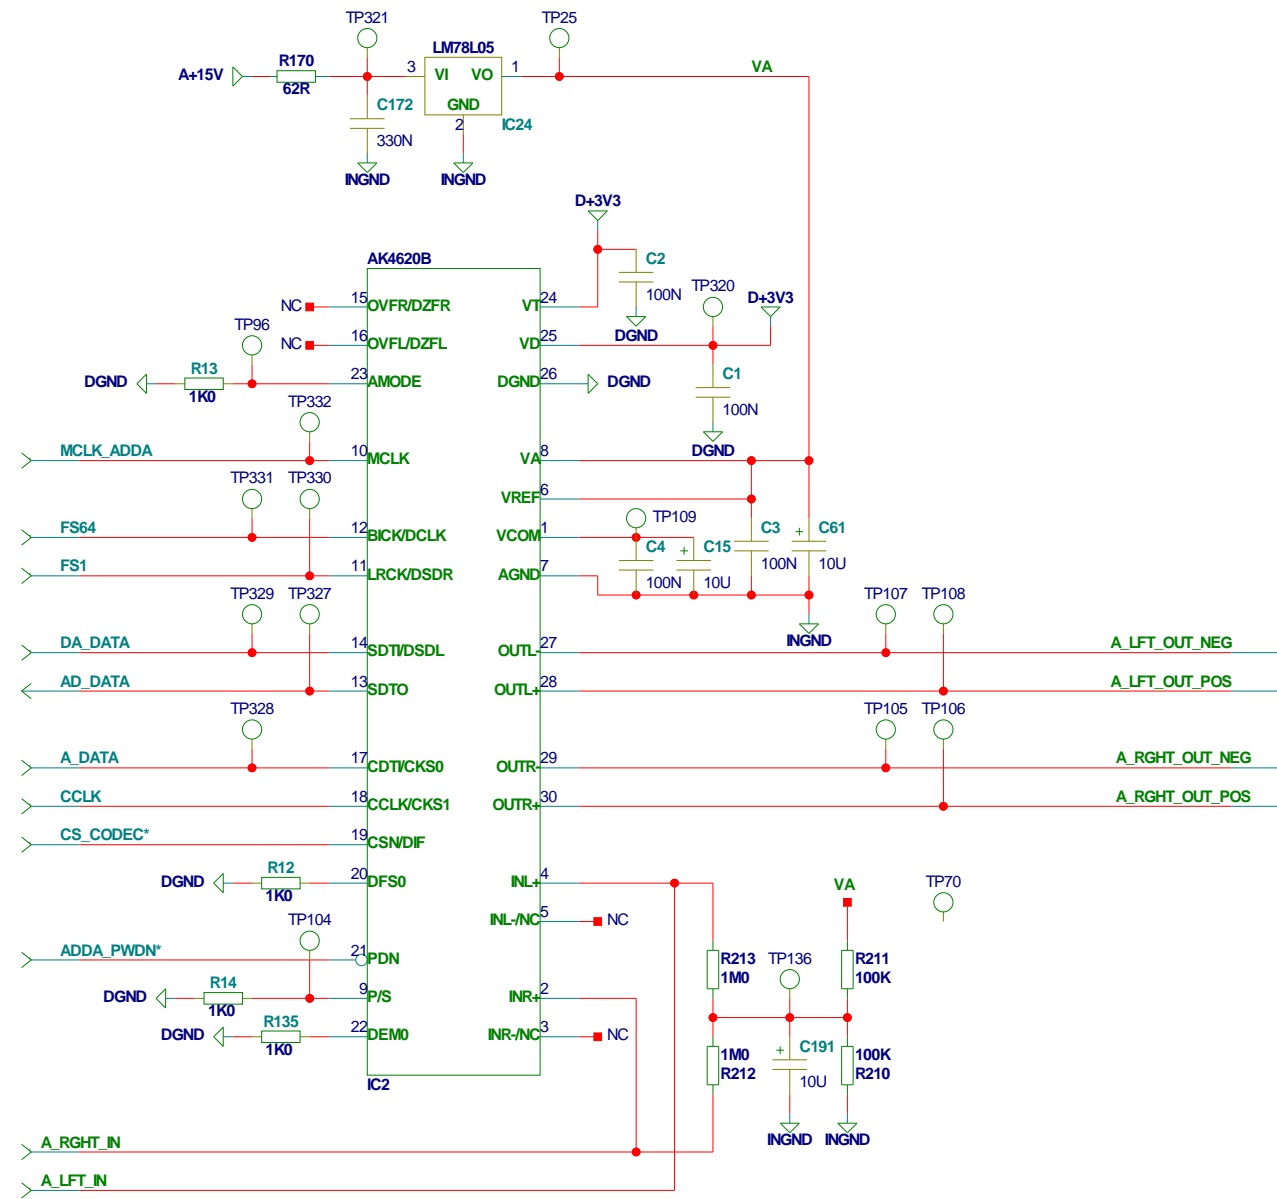 TP321
TP25
R170
LM78L05
A+15V
3 VI VO 1
VA
62R
C172
GND
330N
2
IC24
INGND
INGND
D+3V3
AK4620B
C2
TP320
D+3V3
NC 15 OVFR/DZFR
VT 24
100N
TP96
NC 16 OVFL/DZFL
VD 25
DGND
R13
DGND
23 AMODE
DGND 26
DGND
C1
1K0
TP332
100N
MCLK_ADDA
10 MCLK
VA 8
DGND
TP331
TP330
VREF 6
TP109
FS64
12 BICK/DCLK
VCOM 1
C4
C15
+
C3
C61
+
FS1
11 LRCK/DSDR
AGND 7
100N
10U
100N
10U
TP329
TP327
TP107
TP108
INGND
DA_DATA
14 SDTI/DSDL
OUTL- 27
A_LFT_OUT_NEG
AD_DATA
13 SDTO
OUTL+ 28
A_LFT_OUT_POS
TP328
TP105
TP106
A_DATA
17 CDTI/CKS0
OUTR- 29
A_RGHT_OUT_NEG
CCLK
18 CCLK/CKS1
OUTR+ 30
A_RGHT_OUT_POS
CS_CODEC*
19 CSN/DIF
R12
DGND
20 DFS0
INL+ 4
VA
TP70
1K0
TP104
INL-/NC 5 NC
ADDA_PWDN*
21 PDN
R213
1M0
TP136
R211
100K
R14
DGND
9 P/S
INR+ 2
1K0
R135
DGND
22 DEM0
INR-/NC 3 NC
1K0
1M0
R212
+
C191
10U
100K
R210
IC2
A_RGHT_IN
INGND
INGND
A_LFT_IN